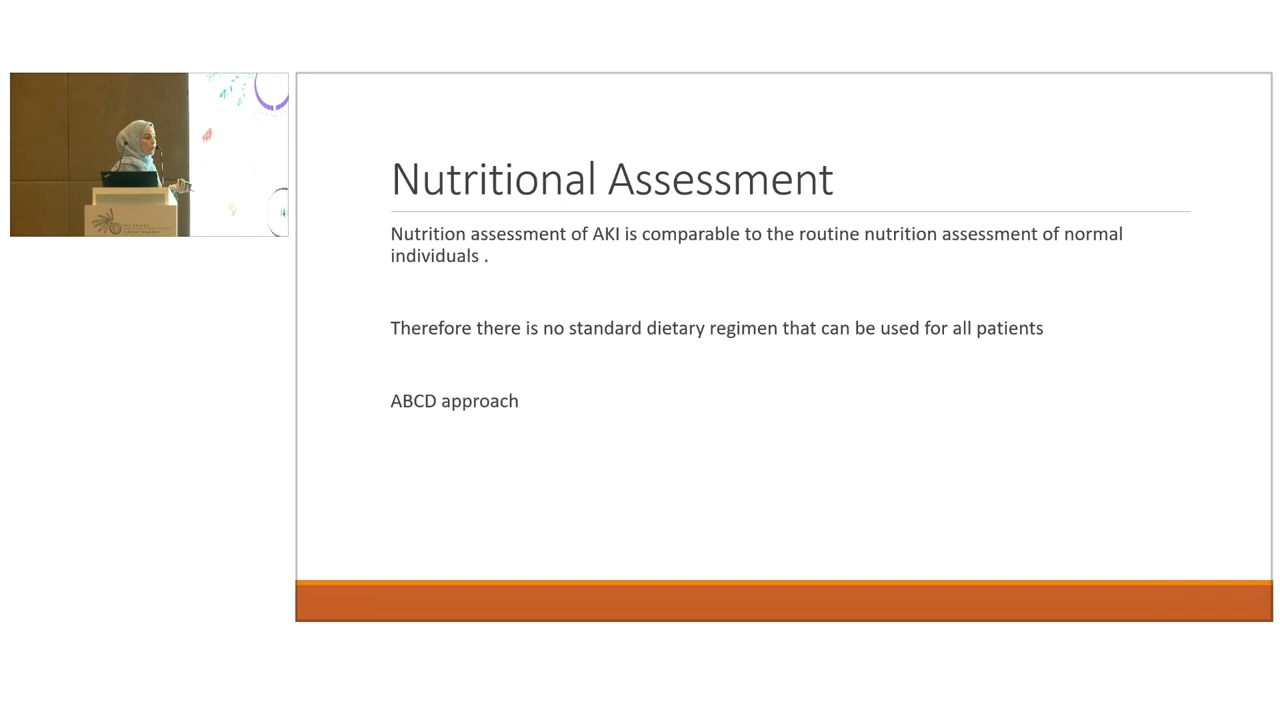 Nutritional Assessment
Nutrition assessment of AKI is comparable to the routine nutrition assessment of normal
individuals .
Therefore there is no standard dietary regimen that can be used for all patients
ABCD approach